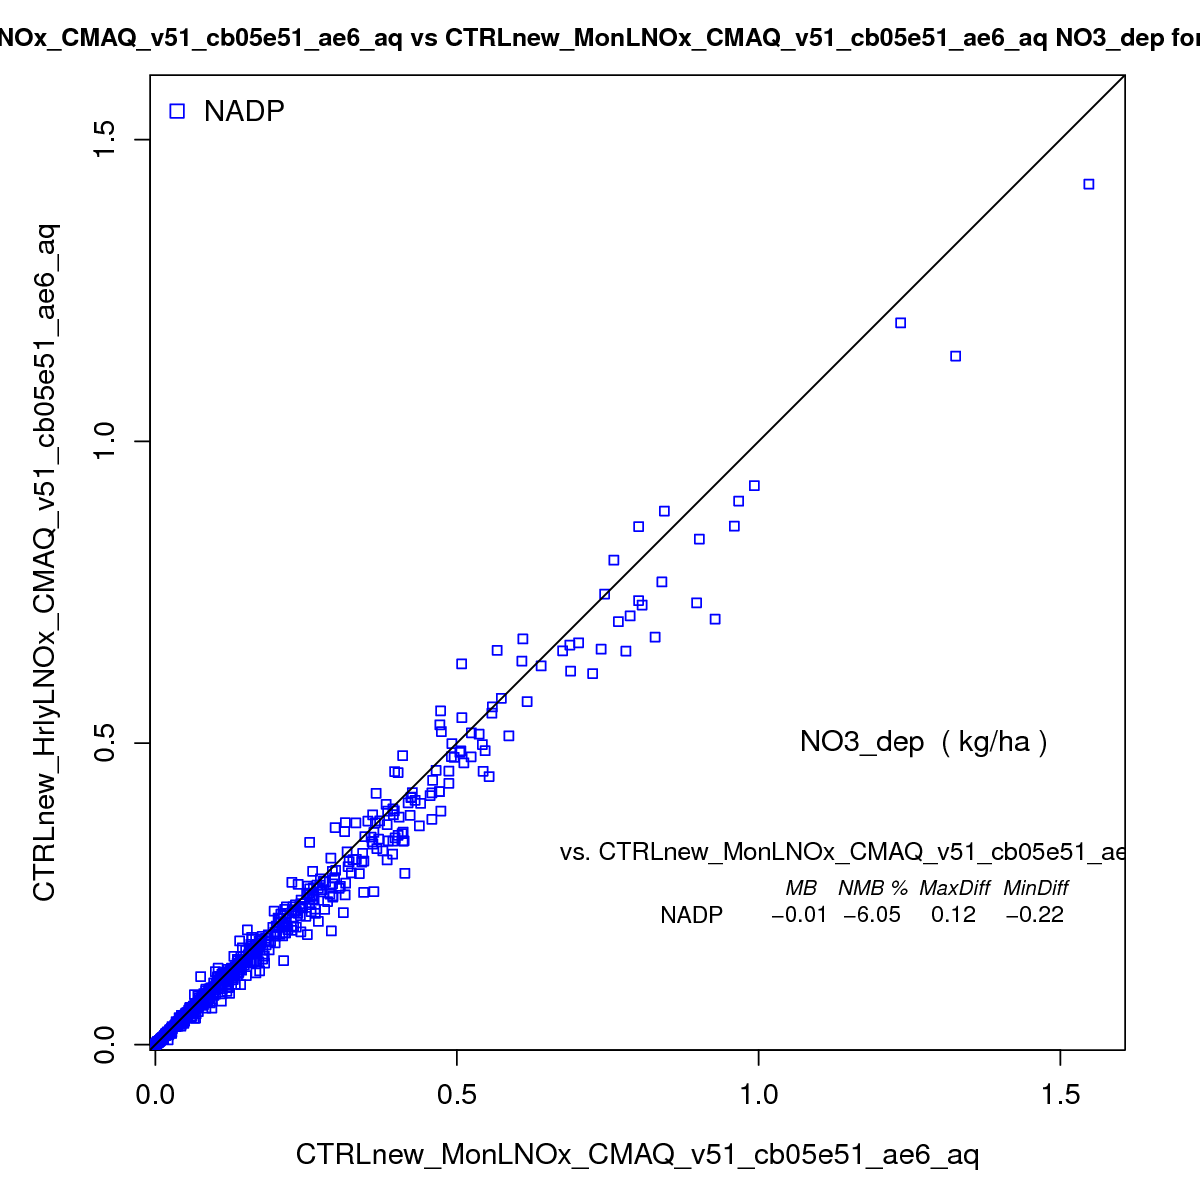 NOx_CMAQ_v51_cb05e51_ae6_aq vs CTRLnew_MonLNOx_CMAQ_v51_cb05e51_ae6_aq NO3_dep for
NADP
1.5
1.0
0.5
0.0
CTRLnew_HrlyLNOx_CMAQ_v51_cb05e51_ae6_aq
NO3_dep ( kg/ha )
vs. CTRLnew_MonLNOx_CMAQ_v51_cb05e51_ae
MB NMB % MaxDiff MinDiff
NADP −0.01 −6.05 0.12 −0.22
0.0 0.5 1.0 1.5
CTRLnew_MonLNOx_CMAQ_v51_cb05e51_ae6_aq